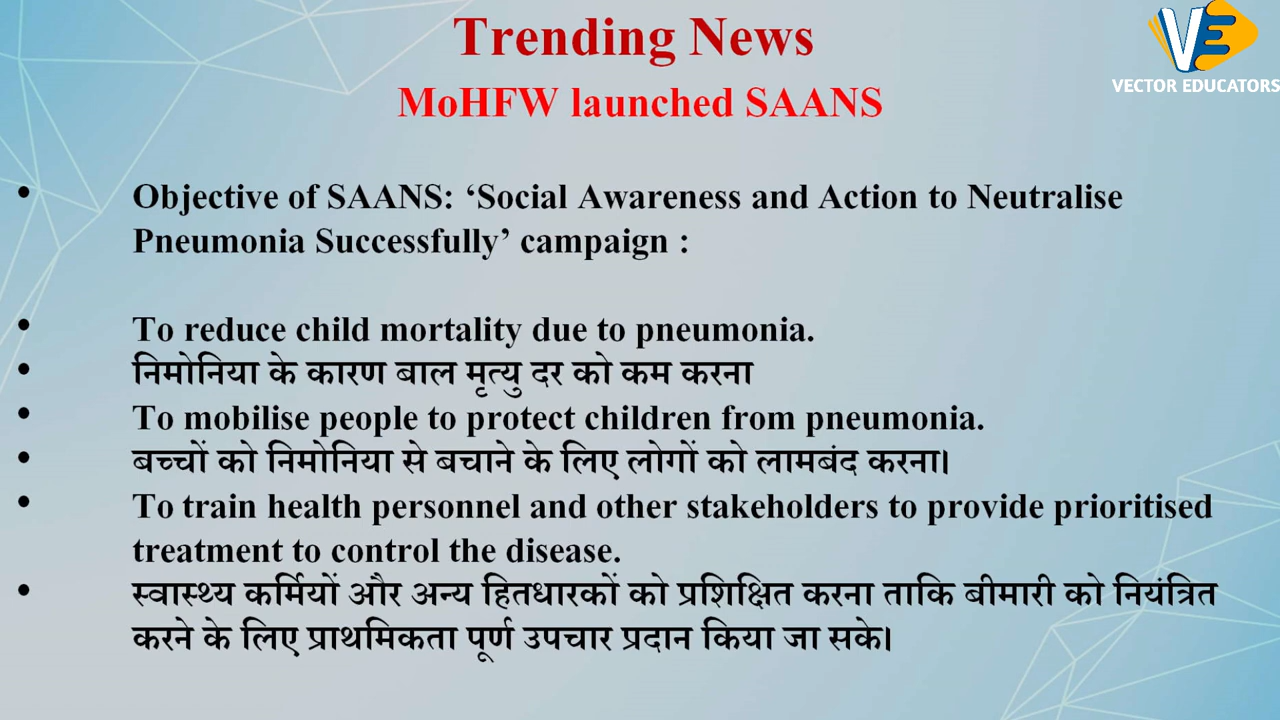 Trending News
VE
VECTOR EDUCATORS
MoHFW launched SAANS
• Objective of SAANS: ‘Social Awareness and Action to Neutralise
Pneumonia Successfully’ campaign :
• To reduce child mortality due to pneumonia.
• निमोनिया के कारण बाल मृत्यु दर को कम करना
• To mobilise people to protect children from pneumonia.
• बच्चों को निमोनिया से बचाने के लिए लोगों को लामबंद करना।
• To train health personnel and other stakeholders to provide prioritised
treatment to control the disease.
• स्वास्थ्य कर्मियों और अन्य हितधारकों को प्रशिक्षित करना ताकि बीमारी को नियंत्रित
करने के लिए प्राथमिकता पूर्ण उपचार प्रदान किया जा सके।